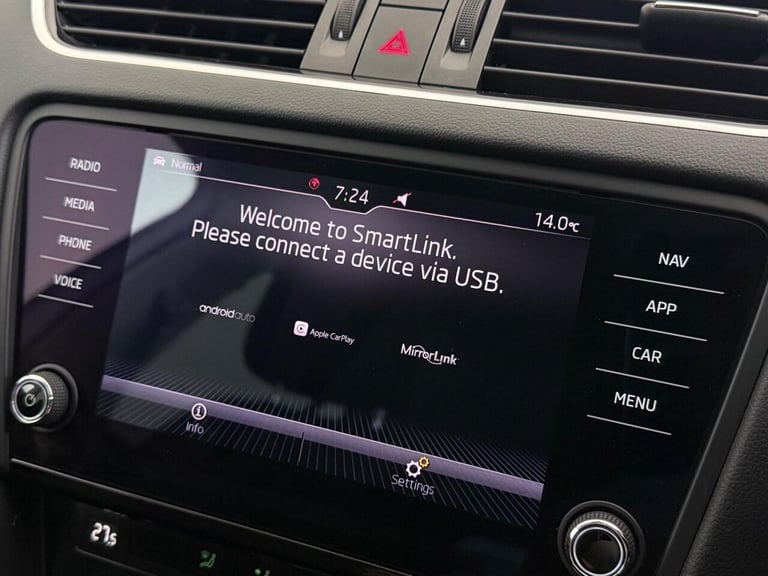 RADIO
MEDIA
PHONE
VOICE
Normal
7:24
14.0°C
Welcome to SmartLink.
Please connect a device via USB.
androidauto
Apple CarPlay
MirrorLink
Info
Settings
NAV
APP
CAR
MENU
27.5